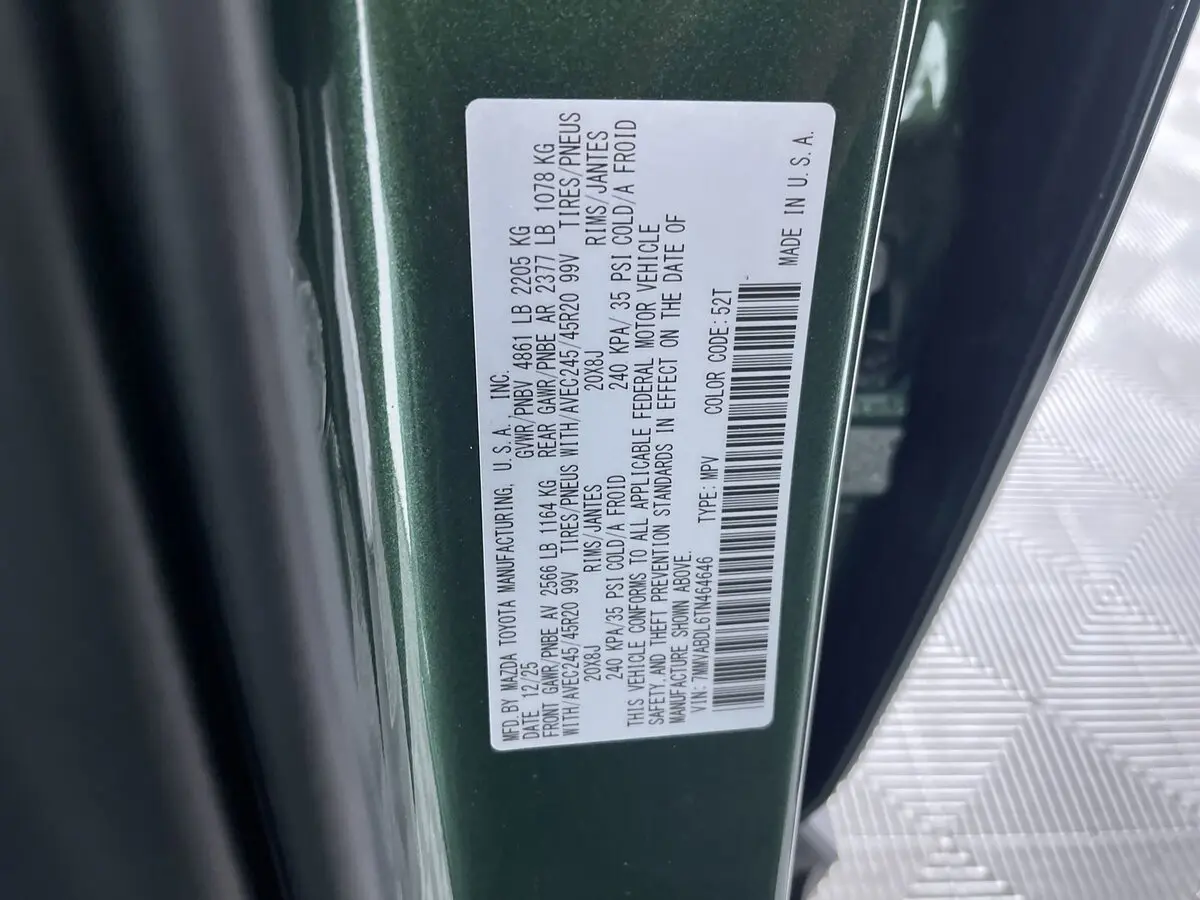 MFD. BY MAZDA TOYOTA MANUFACTURING, U.S.A., INC.
DATE 12/25 GVWR/PNBV 4861 LB 2205 KG
FRONT GAWR/PNBE AV 2566 LB 1164 KG REAR GAWR/PNBE AR 2377 LB 1078 KG
WITH/AVEC245/45R20 99V TIRES/PNEUS WITH/AVEC245/45R20 99V TIRES/PNEUS
20X8J RIMS/JANTES 20X8J RIMS/JANTES
240 KPA/35 PSI COLD/A FROID 240 KPA/ 35 PSI COLD/A FROID
THIS VEHICLE CONFORMS TO ALL APPLICABLE FEDERAL MOTOR VEHICLE
SAFETY, AND THEFT PREVENTION STANDARDS IN EFFECT ON THE DATE OF
MANUFACTURE SHOWN ABOVE.
VIN: 7MMVABDL6TN464646 TYPE: MPV COLOR CODE: 52T
MADE IN U.S.A.